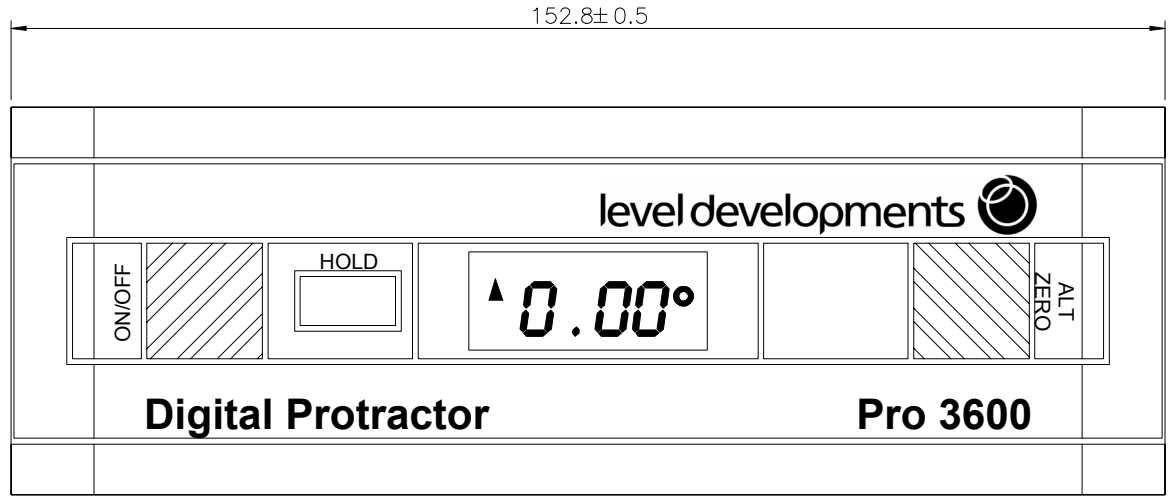 152.8± 0.5
level developments
ON/OFF
HOLD
▲0.00°
ALT
ZERO
Digital Protractor
Pro 3600